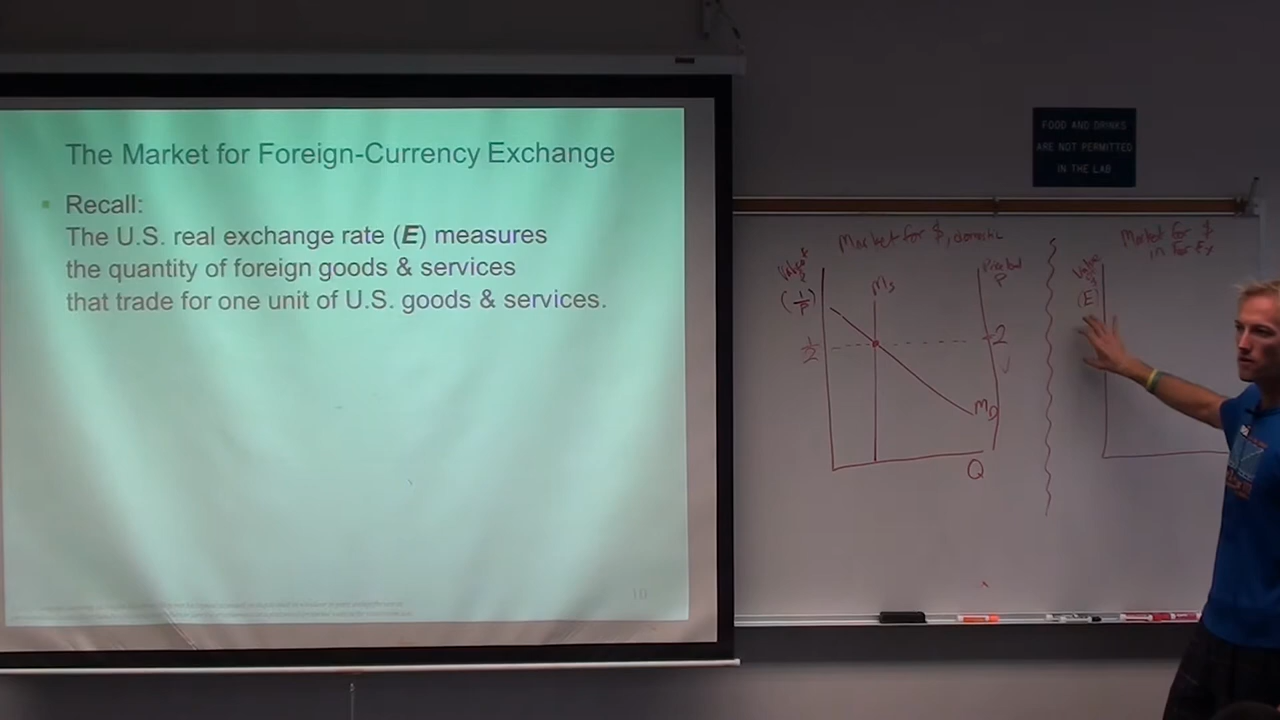 The Market for Foreign-Currency Exchange
Recall:
The U.S. real exchange rate (E) measures
the quantity of foreign goods & services
that trade for one unit of U.S. goods & services.
10
FOOD AND DRINKS
ARE NOT PERMITTED
IN THE LAB
Market for $, domestic
Value of
$
(1/P)
MS
P
1/2
2
MD
Q
Market for $
in For Ex
Value
(E)